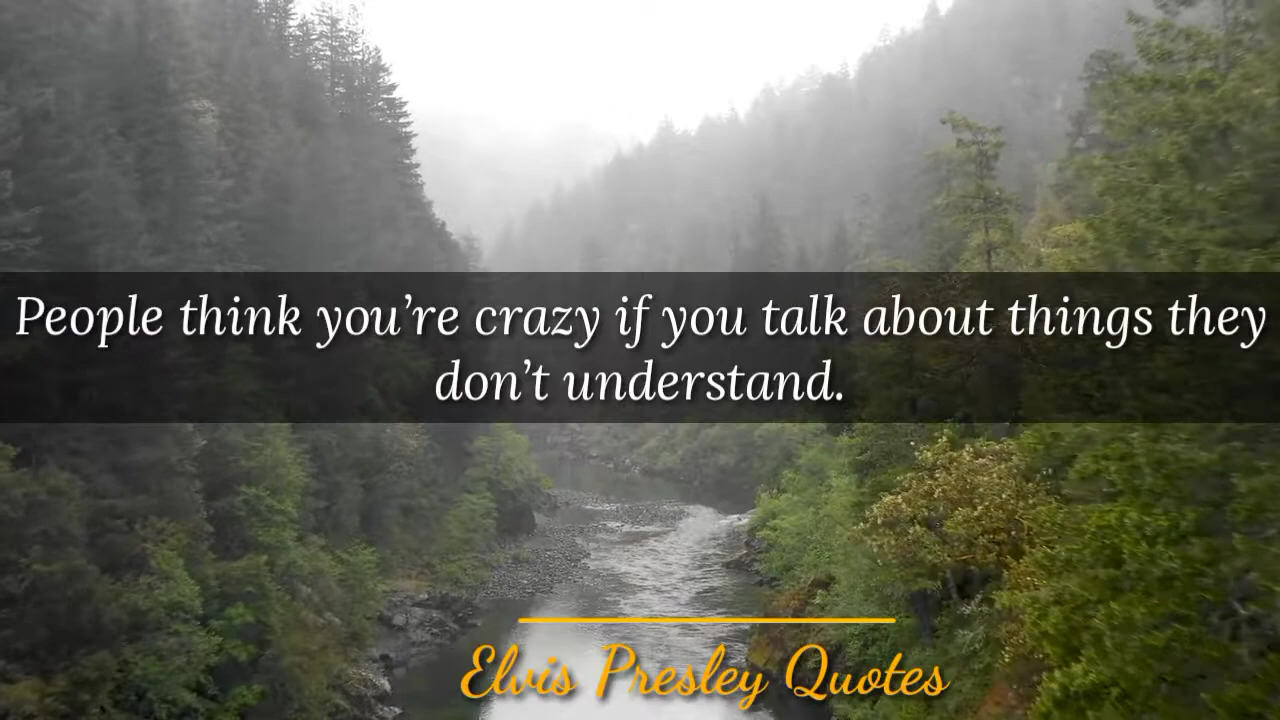 People think you’re crazy if you talk about things they
don’t understand.
Elvis Presley Quotes